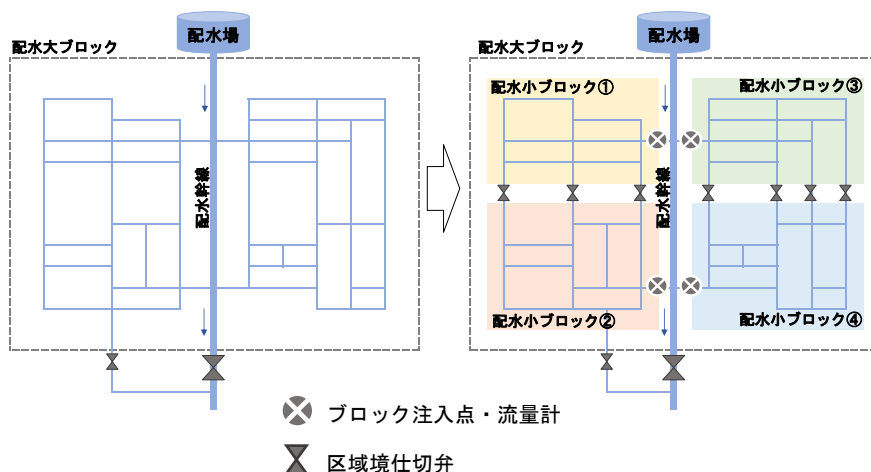 配水場
配水大ブロック
配水幹線
配水場
配水大ブロック
配水小ブロック①
配水小ブロック③
配水幹線
配水小ブロック②
配水小ブロック④
ブロック注入点・流量計
区域境仕切弁